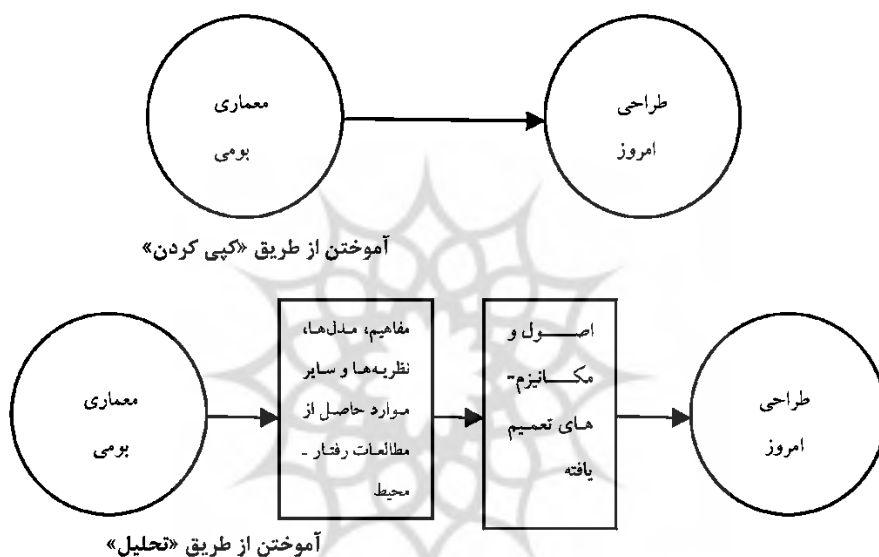 معماری
بومی
طراحی
امروز
آموختن از طریق «کپی کردن»
معماری
بومی
مفاهیم، مدل‌ها،
نظریه‌ها و سایر
موارد حاصل از
مطالعات رفتار -
محیط
اصول و
مکانیزم-
های تعمیم
یافته
طراحی
امروز
آموختن از طریق «تحلیل»